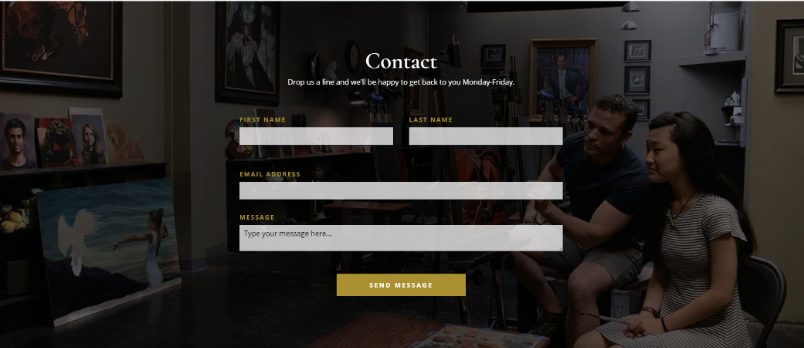 Contact
Drop us a line and we'll be happy to get back to you Monday-Friday.
FIRST NAME LAST NAME
EMAIL ADDRESS
MESSAGE
Type your message here...
SEND MESSAGE